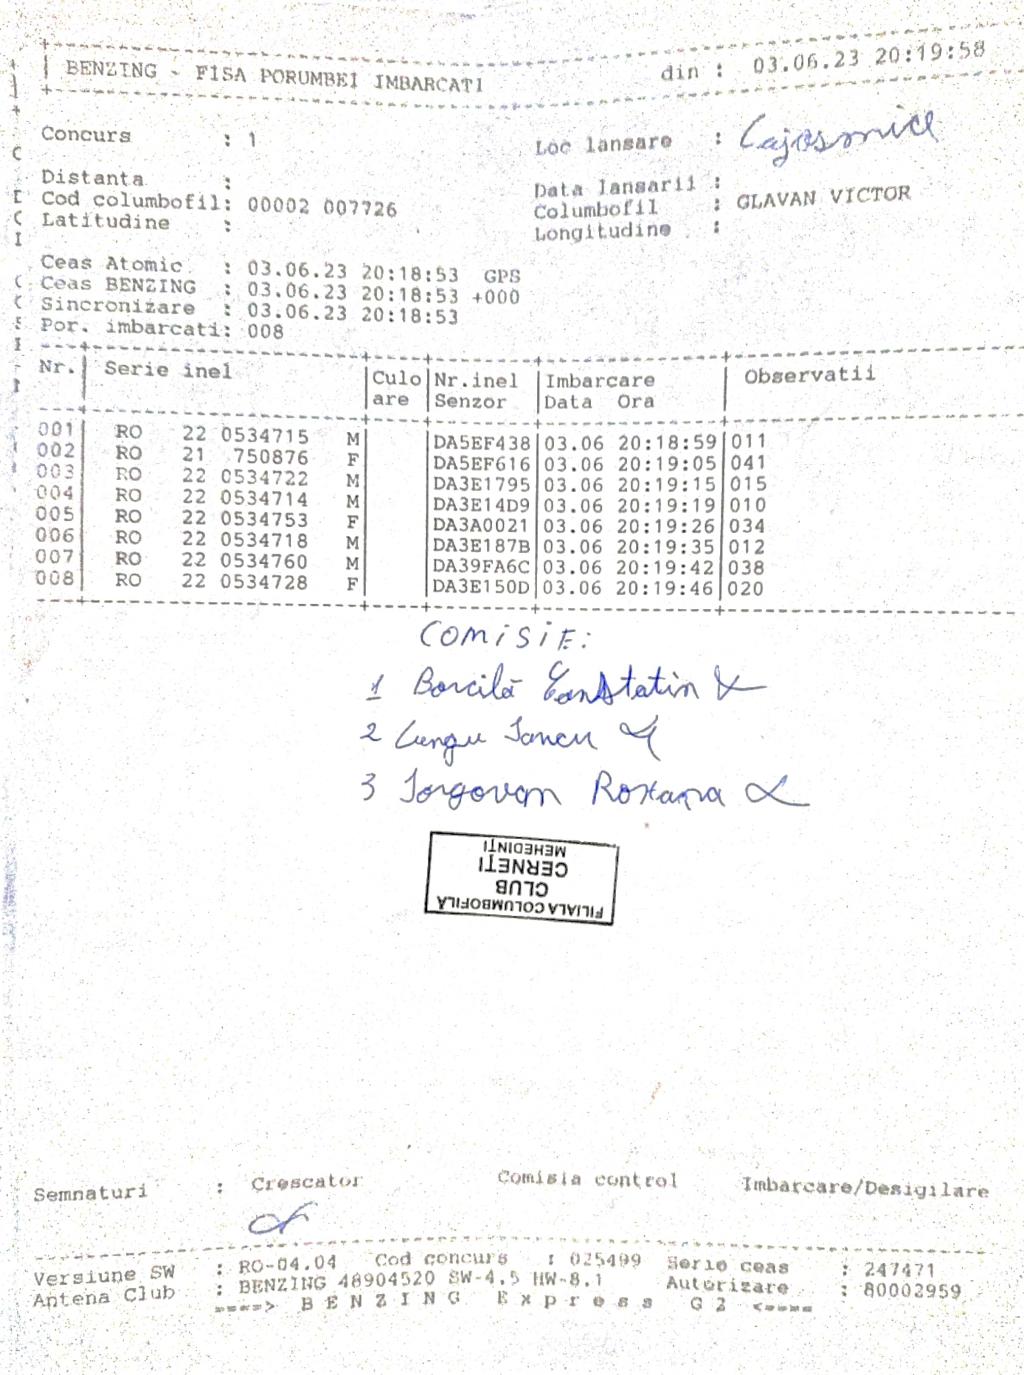 BENZING - FISA PORUMBEI IMBARCATI din : 03.06.23 20:19:58
Concurs : 1 Loc lansare : Lajosmice
Distanta : Data lansarii :
Cod columbofil: 00002 007726 Columbofil : GLAVAN VICTOR
Latitudine : Longitudine :
Ceas Atomic : 03.06.23 20:18:53 GPS
Ceas BENZING : 03.06.23 20:18:53 +000
Sincronizare : 03.06.23 20:18:53
Por. imbarcati: 008
Nr. Serie inel Culo Nr.inel Imbarcare Observatii
are Senzor Data Ora
001 RO 22 0534715 M DA5EF438 03.06 20:18:59 011
002 RO 21 750876 F DA5EF616 03.06 20:19:05 041
003 RO 22 0534722 M DA3E1795 03.06 20:19:15 015
004 RO 22 0534714 M DA3E14D9 03.06 20:19:19 010
005 RO 22 0534753 F DA3A0021 03.06 20:19:26 034
006 RO 22 0534718 M DA3E187B 03.06 20:19:35 012
007 RO 22 0534760 M DA39FA6C 03.06 20:19:42 038
008 RO 22 0534728 F DA3E150D 03.06 20:19:46 020
COMISIE:
1 Borcilă Constatin
2 Lungu Iancu
3 Iorgovan Roxana
FILIALA COLUMBOFILĂ
CLUB
CERNEȚI
MEHEDINȚI
Semnaturi : Crescator Comisia control Imbarcare/Desigilare
Versiune SW : RO-04.04 Cod concurs : 025499 Serie ceas : 247471
Antena Club : BENZING 48904520 SW-4.5 HW-8.1 Autorizare : 80002959
====> B E N Z I N G E x p r e s s G 2 <====